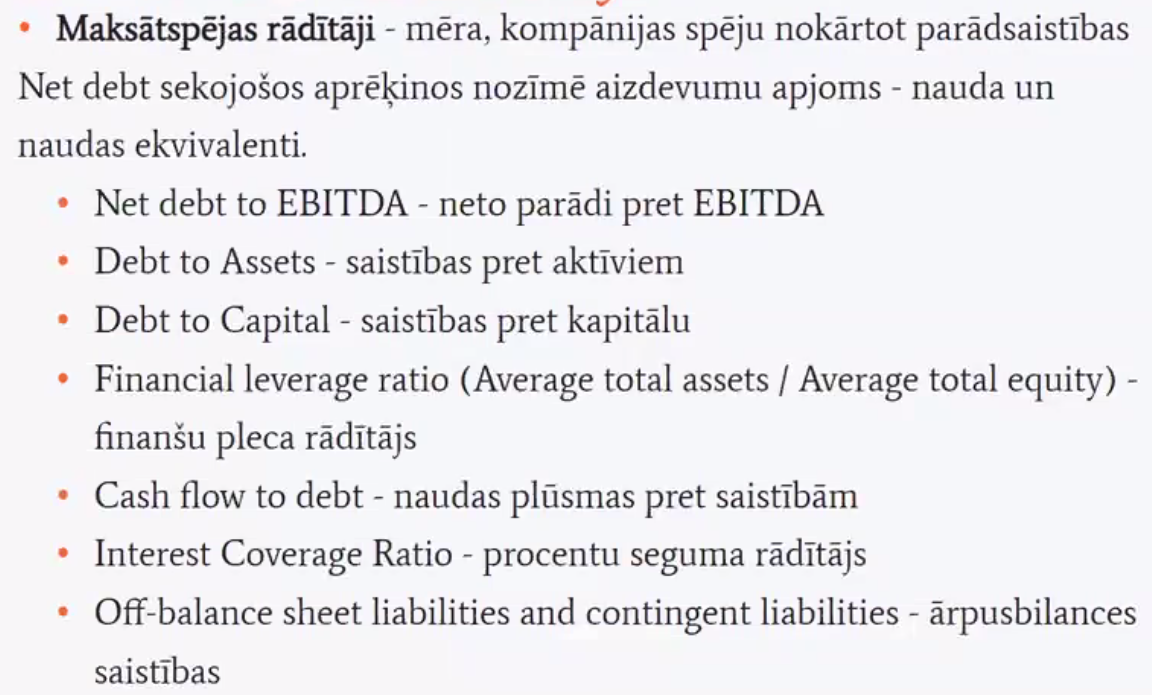 • Maksātspējas rādītāji - mēra, kompānijas spēju nokārtot parādsaistības
Net debt sekojošos aprēķinos nozīmē aizdevumu apjoms - nauda un
naudas ekvivalenti.
• Net debt to EBITDA - neto parādi pret EBITDA
• Debt to Assets - saistības pret aktīviem
• Debt to Capital - saistības pret kapitālu
• Financial leverage ratio (Average total assets / Average total equity) -
finanšu pleca rādītājs
• Cash flow to debt - naudas plūsmas pret saistībām
• Interest Coverage Ratio - procentu seguma rādītājs
• Off-balance sheet liabilities and contingent liabilities - ārpusbilances
saistības